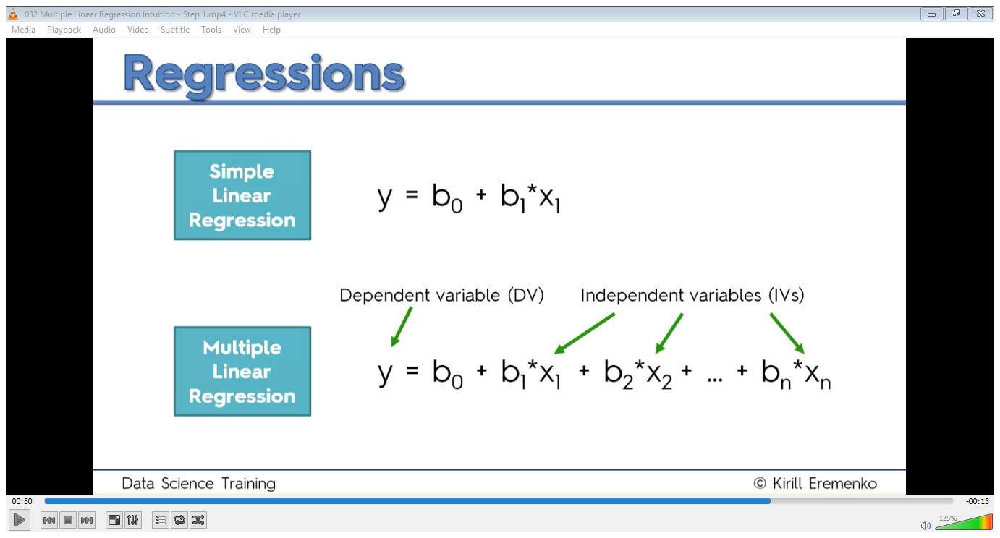 032 Multiple Linear Regression Intuition - Step 1.mp4 - VLC media player
Media Playback Audio Video Subtitle Tools View Help
Regressions
Simple
Linear
Regression
y = b₀ + b₁*x₁
Dependent variable (DV) Independent variables (IVs)
Multiple
Linear
Regression
y = b₀ + b₁*x₁ + b₂*x₂ + ... + bₙ*xₙ
Data Science Training © Kirill Eremenko
00:50 -00:13
125%